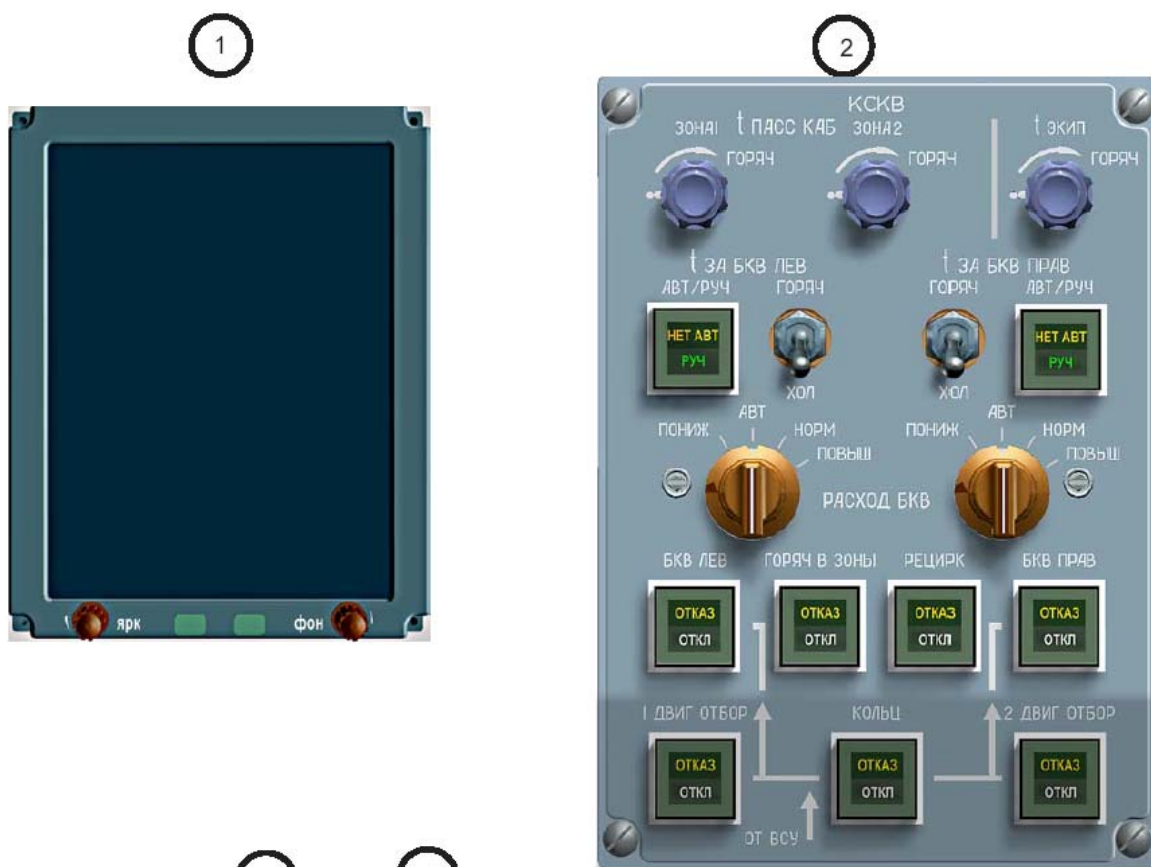 1
2
КСКВ
ЗОНА1 t ПАСС КАБ ЗОНА2 t ЭКИП
ГОРЯЧ ГОРЯЧ ГОРЯЧ
t ЗА БКВ ЛЕВ t ЗА БКВ ПРАВ
АВТ/РУЧ ГОРЯЧ ГОРЯЧ АВТ/РУЧ
НЕТ АВТ НЕТ АВТ
РУЧ РУЧ
ХОЛ ХОЛ
АВТ АВТ
ПОНИЖ НОРМ ПОНИЖ НОРМ
ПОВЫШ ПОВЫШ
РАСХОД БКВ
БКВ ЛЕВ ГОРЯЧ В ЗОНЫ РЕЦИРК БКВ ПРАВ
ОТКАЗ ОТКАЗ ОТКАЗ ОТКАЗ
ОТКЛ ОТКЛ ОТКЛ ОТКЛ
1 ДВИГ ОТБОР КОЛЬЦ 2 ДВИГ ОТБОР
ОТКАЗ ОТКАЗ ОТКАЗ
ОТКЛ ОТКЛ ОТКЛ
ОТ ВСУ
ярк фон